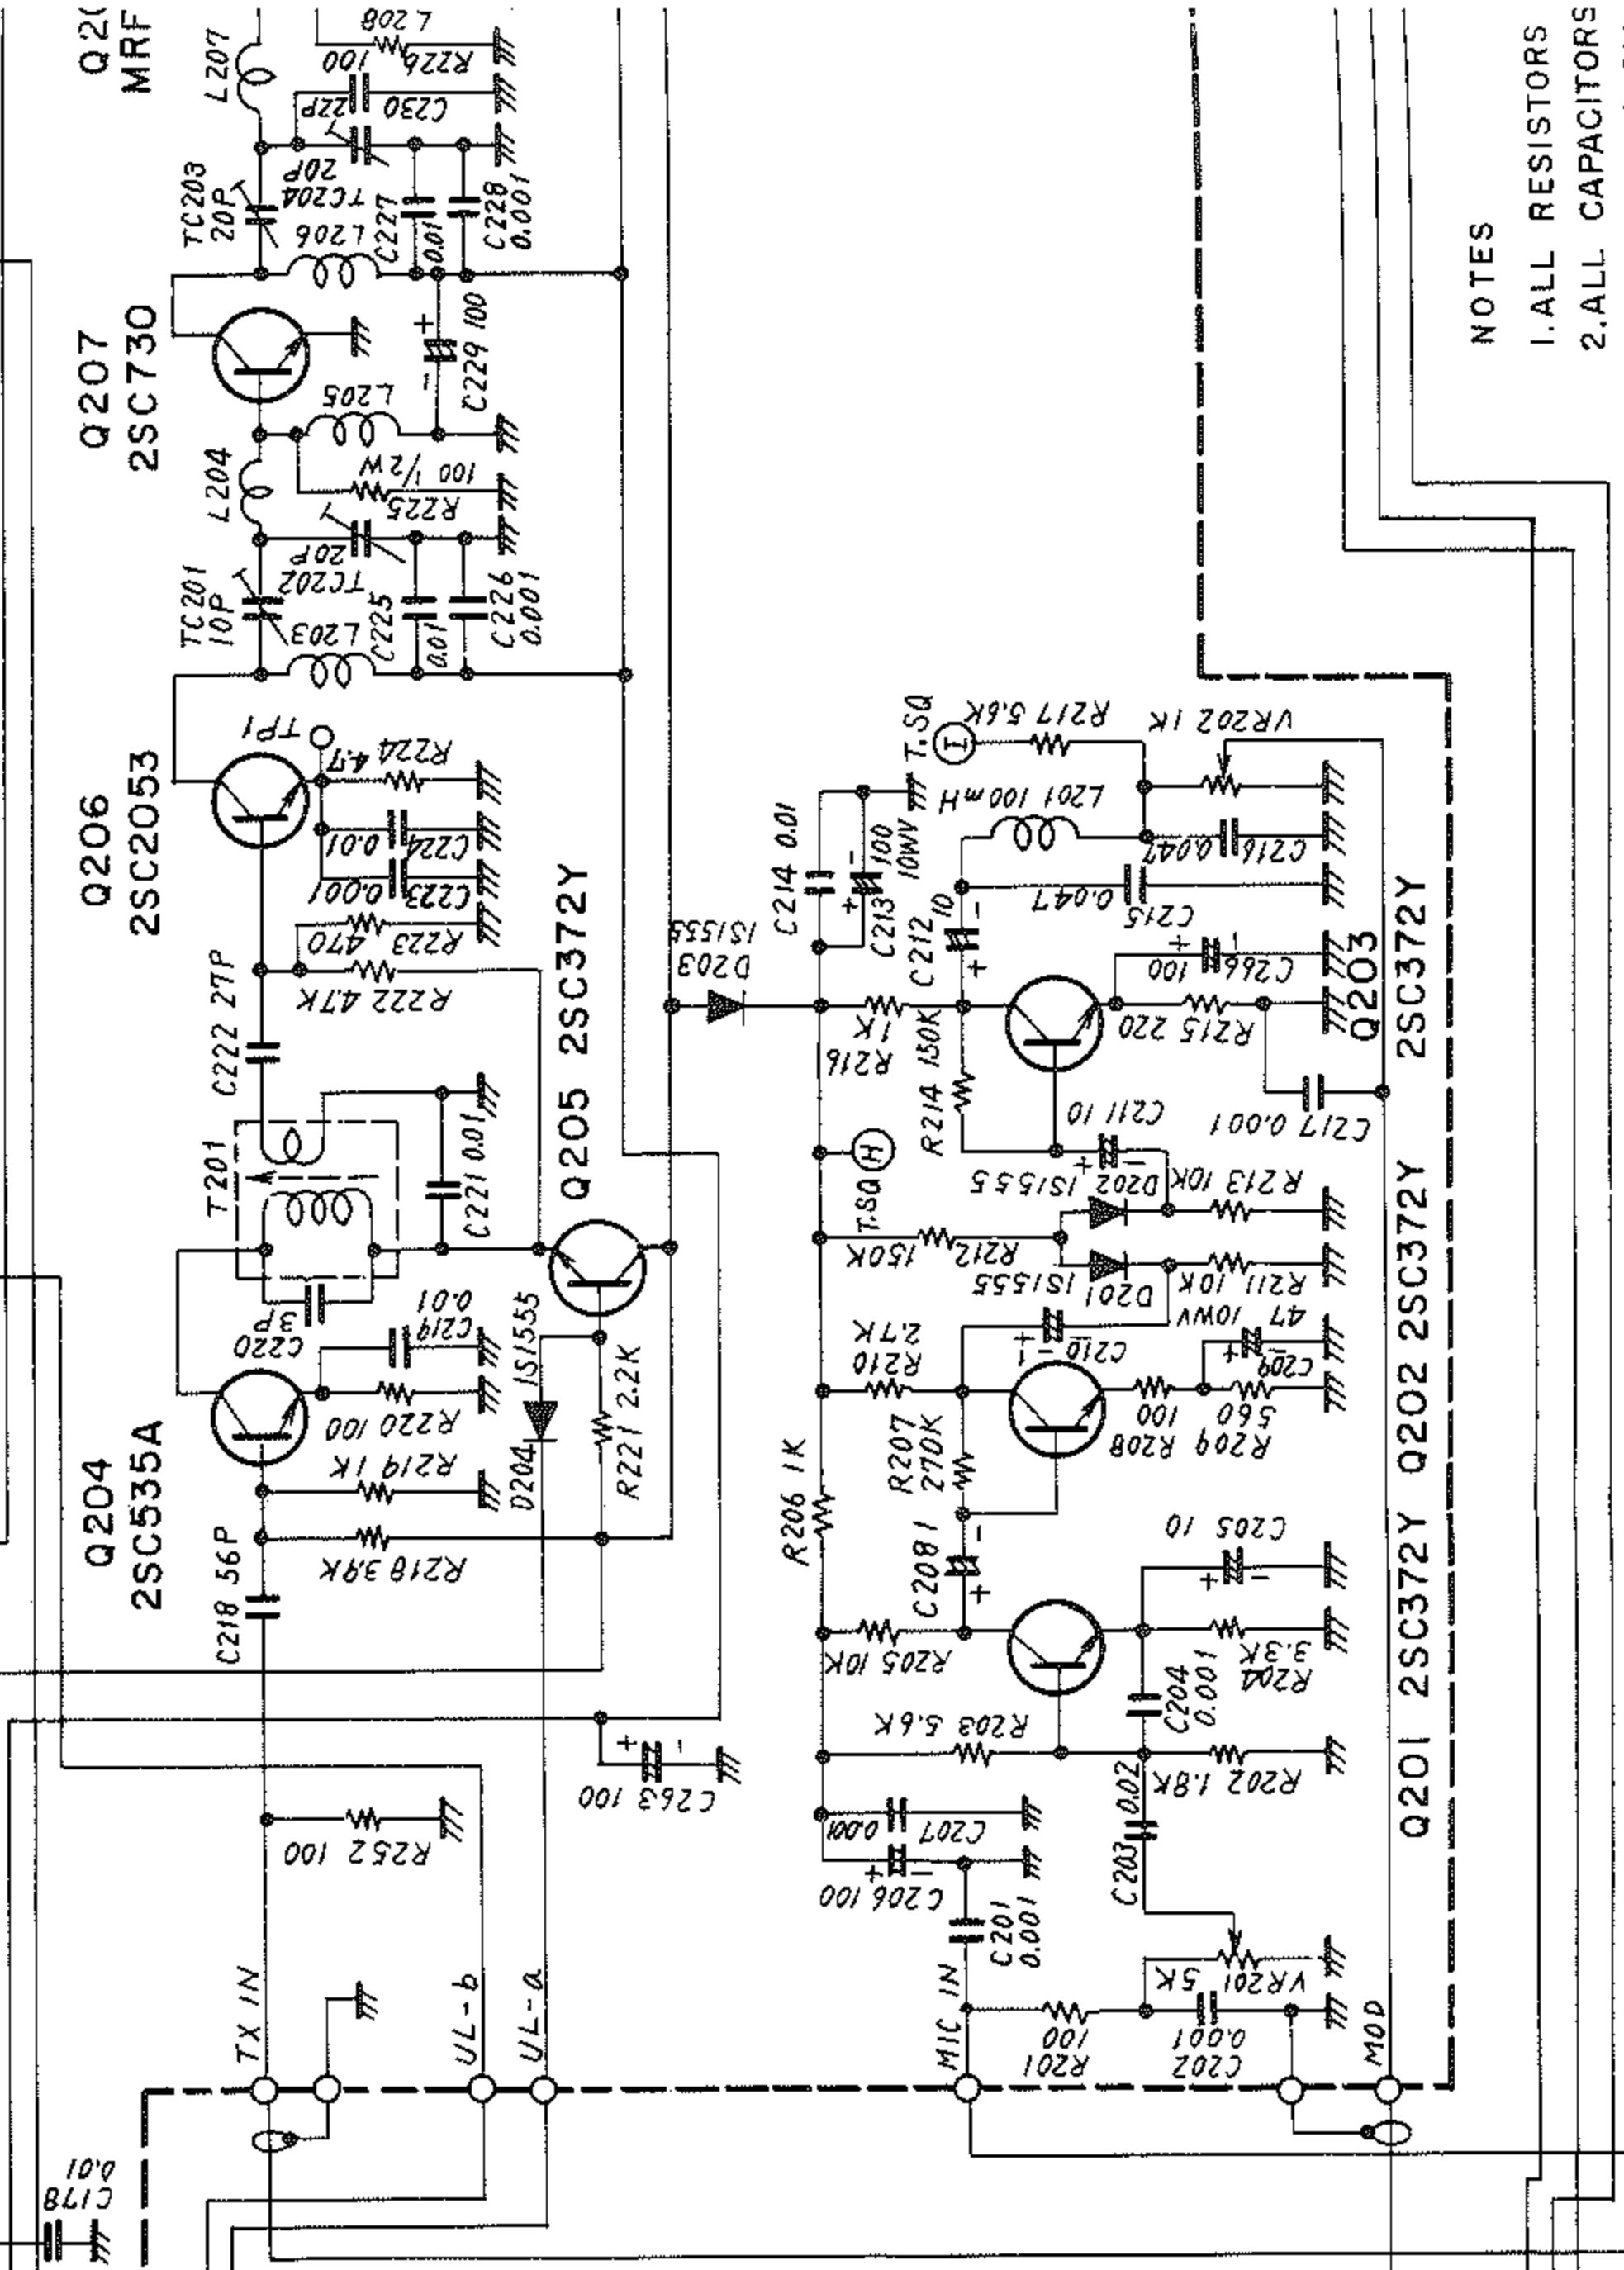 Q20
MRF
L207
L208
R226
100
C230
22P
TC203
20P
TC204
20P
L206
C227
0.01
C228
0.001
Q207
2SC730
C229 100
L205
L204
R225
100 1/2W
TC201
10P
TC202
20P
L203
C225
0.01
C226
0.001
Q206
2SC2053
TP1
R224
4.7
C224
0.01
C223
0.001
R223
470
R222 4.7K
C222 27P
T201
C221 0.01
Q205 2SC372Y
C220
3P
C219
0.01
Q204
2SC535A
R220 100
R219 1K
R218 3.9K
D204
1S1555
R221 2.2K
C218 56P
C263 100
R252 100
TX IN
UL-b
UL-a
C178
0.01
D203
1S1555
C214 0.01
C213
100
10WV
T.SQ
I
R217 5.6K
L201 100mH
VR202 1K
C216
0.047
C215
0.047
C212 10
C266
100
R216
1K
R214 150K
R215 220
Q203
2SC372Y
C217 0.001
C211 10
T.SQ
H
R212
150K
D202 1S1555
R213 10K
D201
1S1555
R211 10K
R210
2.7K
C210
1
C209
47
10WV
R207
270K
R208
100
R209
560
Q202 2SC372Y
R206 1K
C208 1
C205 10
R205 10K
R204
3.3K
C204
0.001
R203 5.6K
R202 1.8K
Q201 2SC372Y
C203 0.02
C207
0.001
C206 100
C201
0.001
VR201
5K
MIC IN
R201
100
C202
0.001
MOD
NOTES
1.ALL RESISTORS
2.ALL CAPACITORS